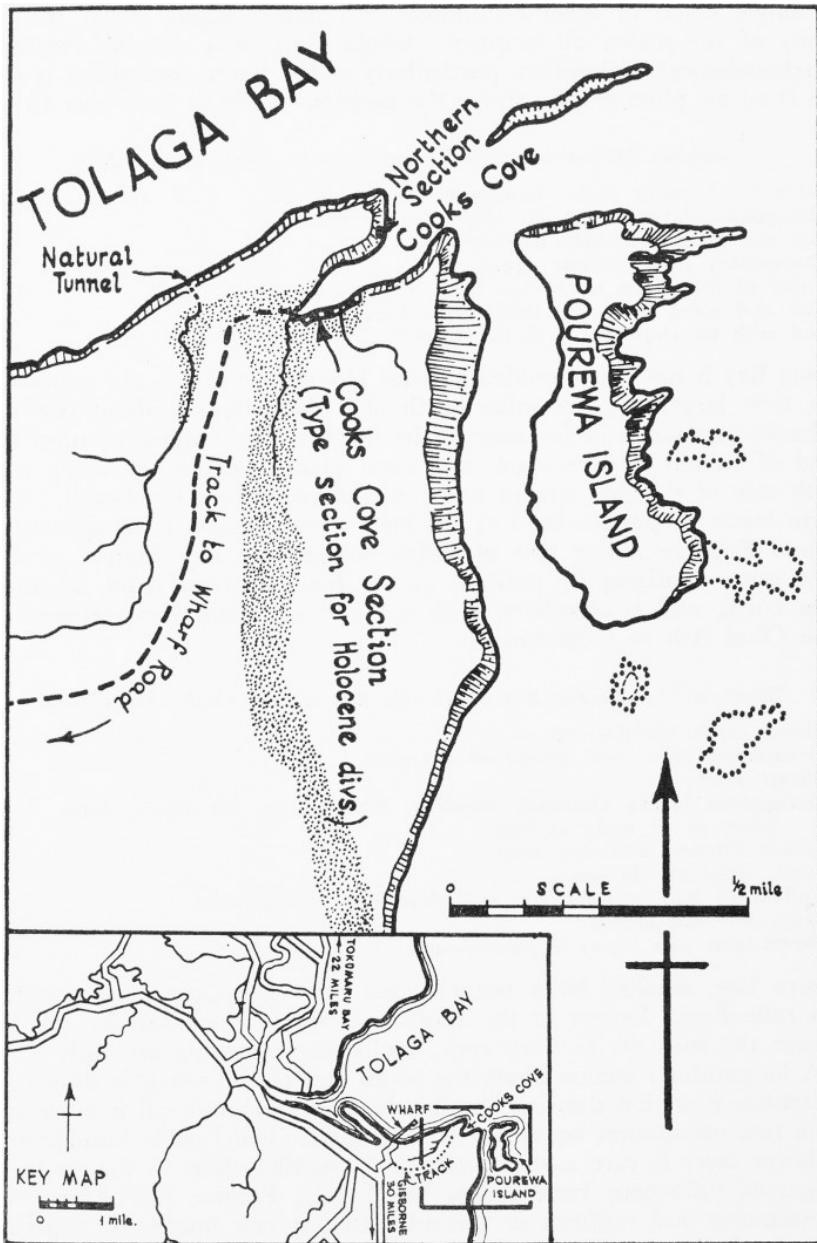 TOLAGA BAY
Northern
Section
Cooks Cove
Natural
Tunnel
POUREWA ISLAND
Cooks Cove Section
(Type section for Holocene divs.)
Track to Wharf Road
0 SCALE 1/2 mile
TOKOMARU BAY
22 MILES
TOLAGA BAY
WHARF
COOKS COVE
TRACK
POUREWA
ISLAND
GISBORNE
30 MILES
KEY MAP
0 1 mile.